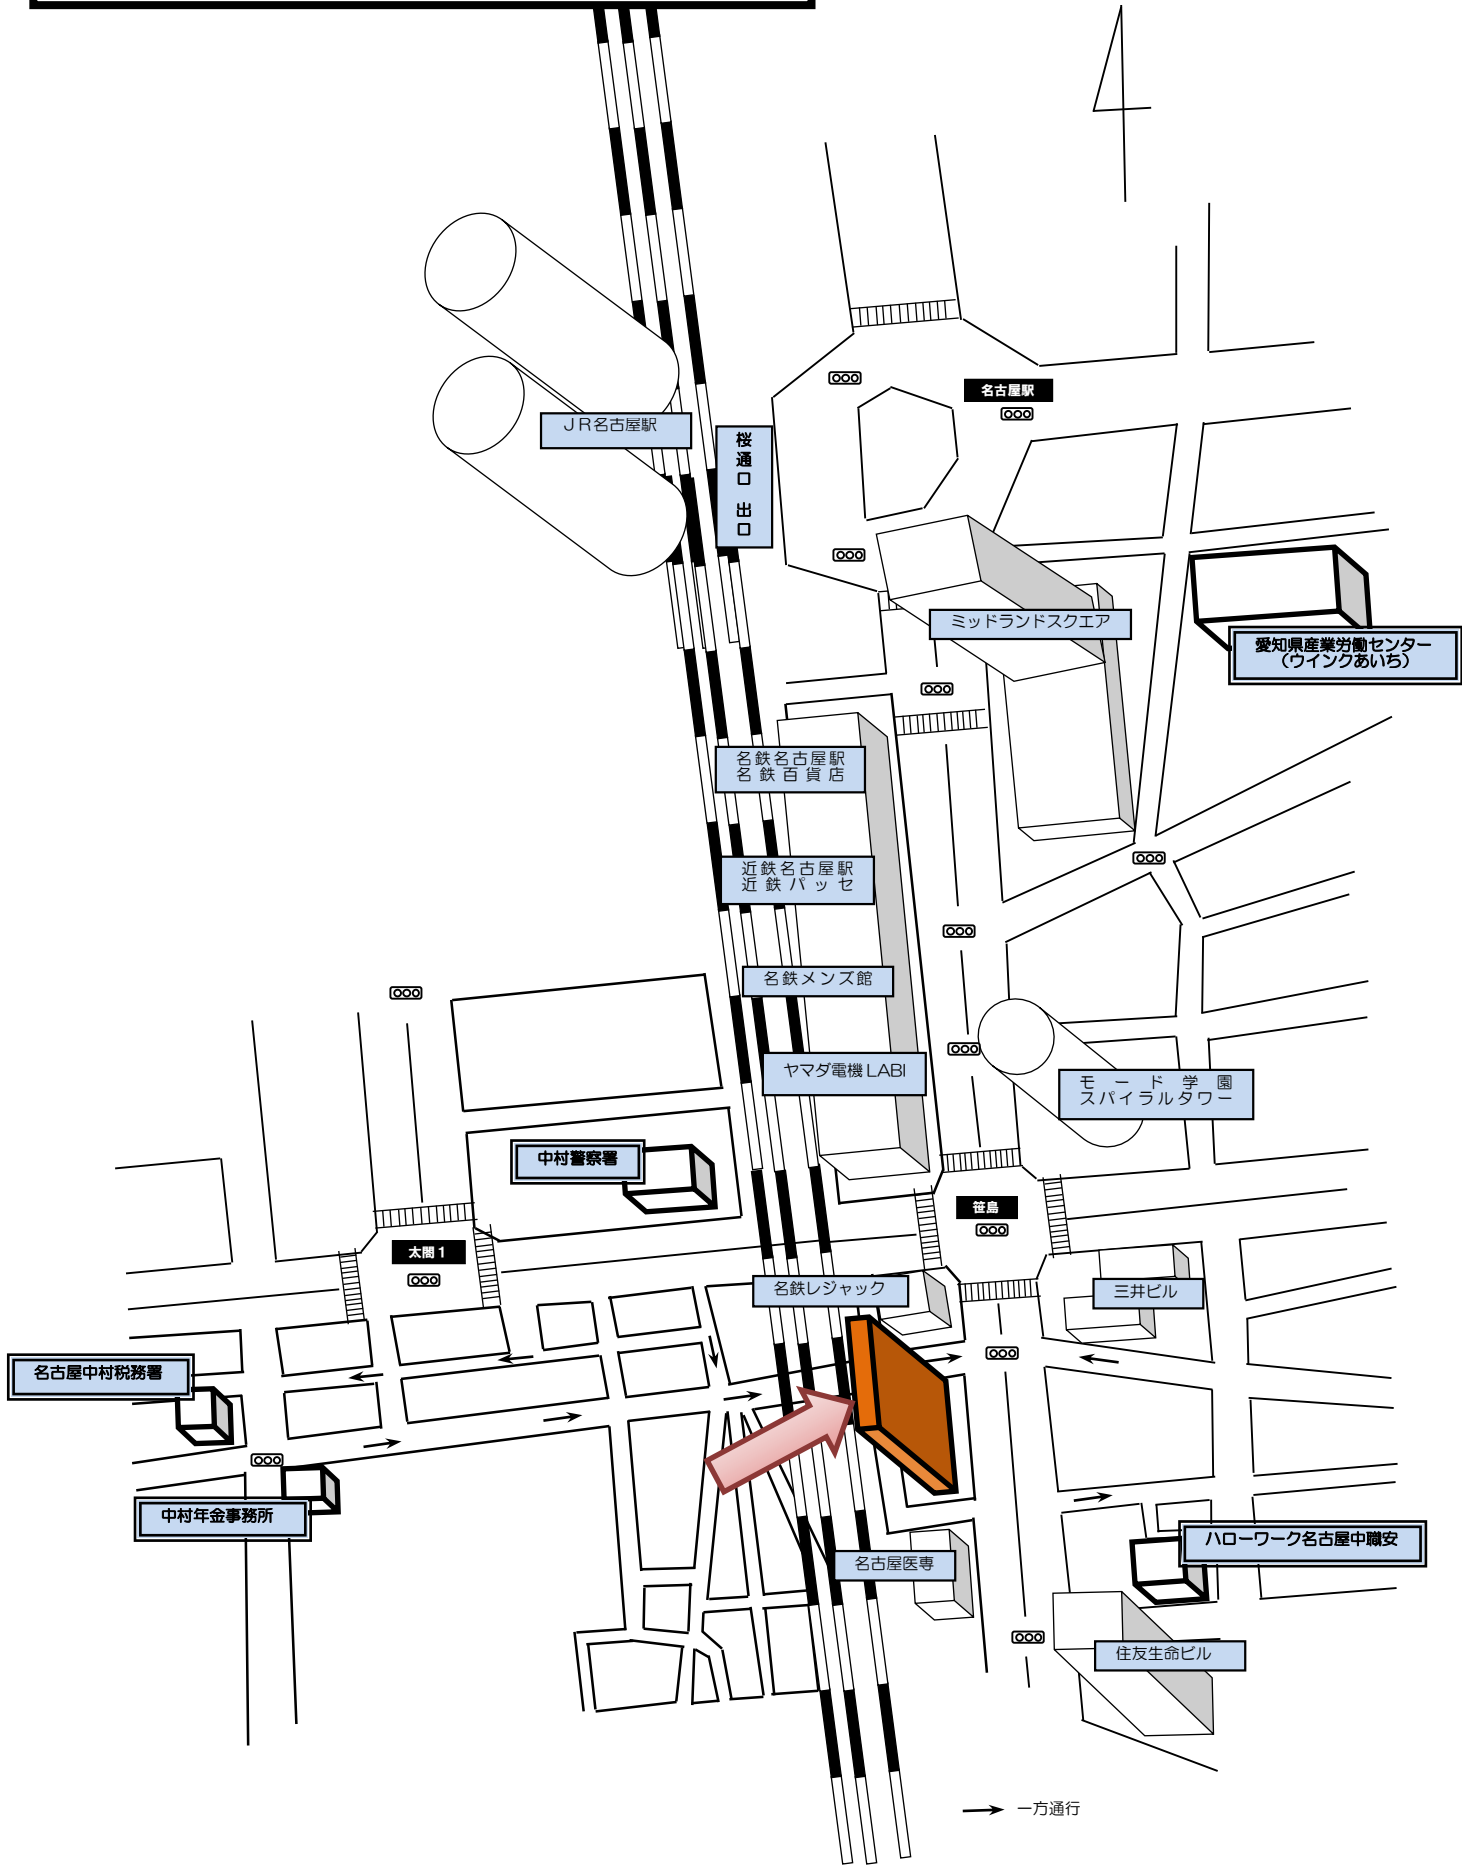 名古屋駅
ＪＲ名古屋駅
桜通口 出口
ミッドランドスクエア
愛知県産業労働センター
（ウインクあいち）
名鉄名古屋駅
名鉄百貨店
近鉄名古屋駅
近鉄パッセ
名鉄メンズ館
ヤマダ電機 LABI
モード学園
スパイラルタワー
中村警察署
笹島
太閤１
名鉄レジャック
三井ビル
名古屋中村税務署
中村年金事務所
ハローワーク名古屋中職安
名古屋医専
住友生命ビル
一方通行